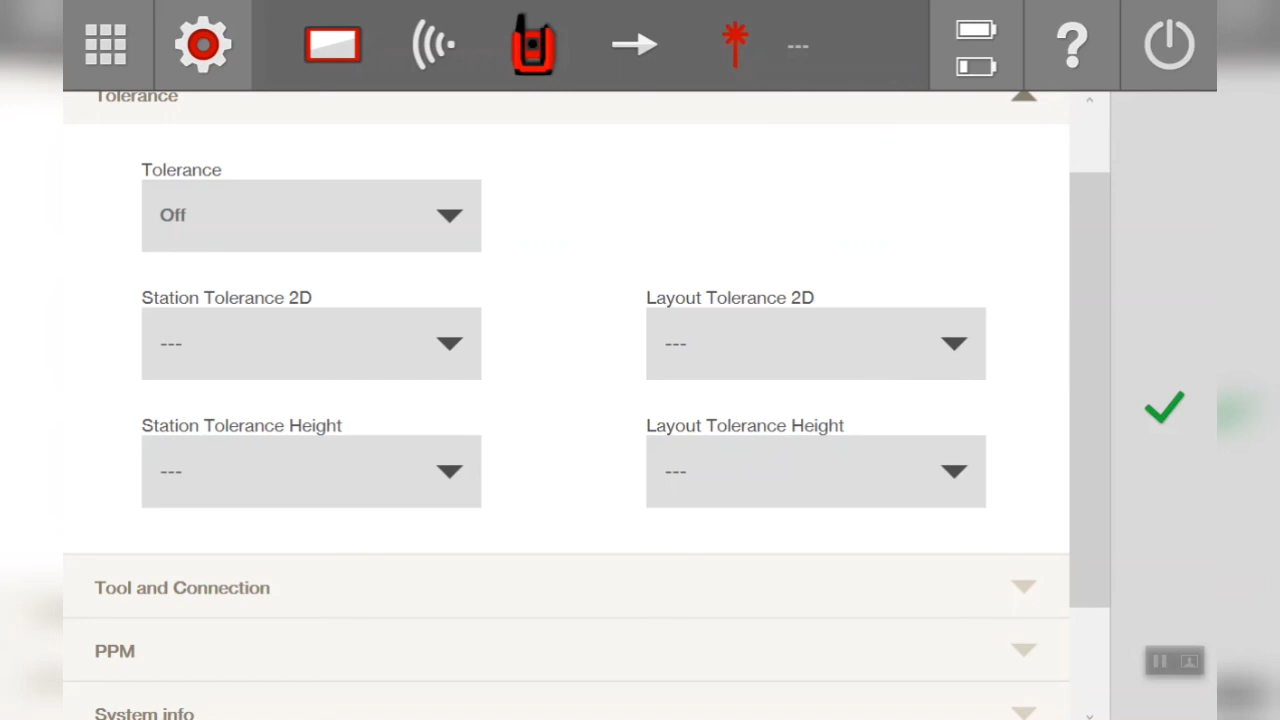 ---
?
Tolerance
Tolerance
Off
Station Tolerance 2D
Layout Tolerance 2D
---
---
Station Tolerance Height
Layout Tolerance Height
---
---
Tool and Connection
PPM
System info